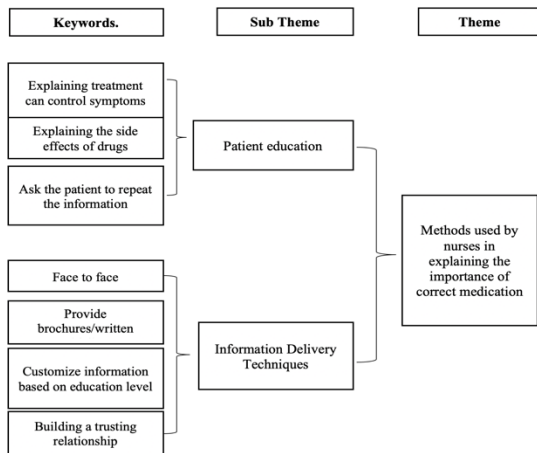 Keywords.
Sub Theme
Theme
Explaining treatment
can control symptoms
Explaining the side
effects of drugs
Ask the patient to repeat
the information
Patient education
Face to face
Provide
brochures/written
Customize information
based on education level
Building a trusting
relationship
Information Delivery
Techniques
Methods used by
nurses in
explaining the
importance of
correct medication